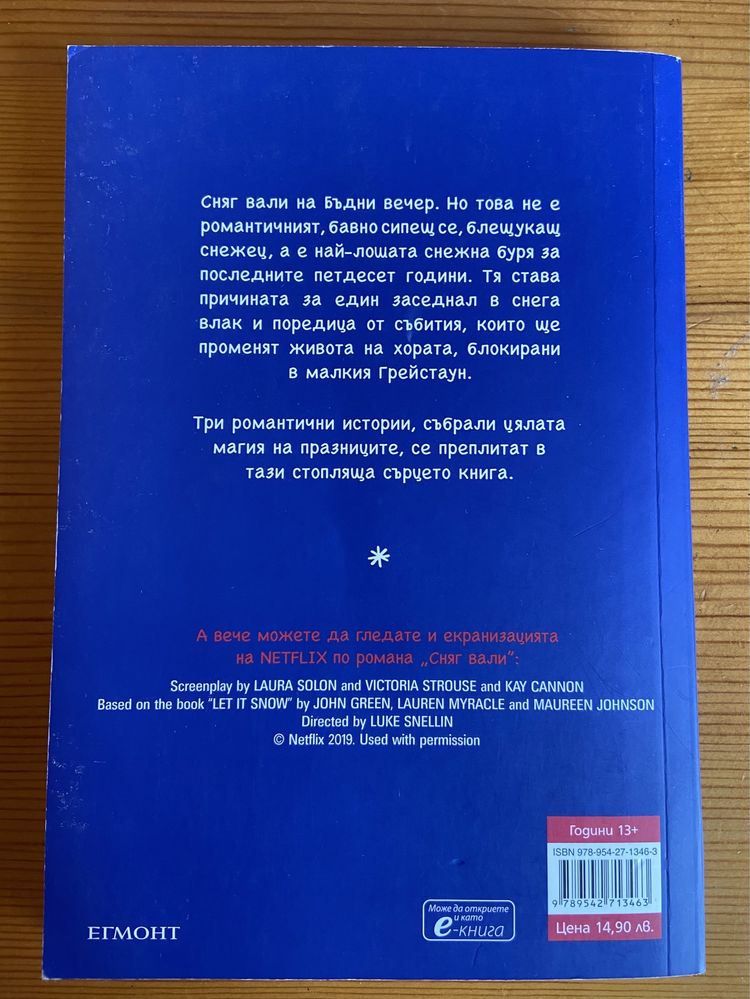 Сняг вали на Бъдни вечер. Но това не е
романтичният, бавно сипещ се, блещукащ
снежец, а е най-лошата снежна буря за
последните петдесет години. Тя става
причината за един заседнал в снега
влак и поредица от събития, които ще
променят живота на хората, блокирани
в малкия Грейстаун.
Три романтични истории, събрали цялата
магия на празниците, се преплитат в
тази стопляща сърцето книга.
*
А вече можете да гледате и екранизацията
на NETFLIX по романа „Сняг вали":
Screenplay by LAURA SOLON and VICTORIA STROUSE and KAY CANNON
Based on the book "LET IT SNOW" by JOHN GREEN, LAUREN MYRACLE and MAUREEN JOHNSON
Directed by LUKE SNELLIN
© Netflix 2019. Used with permission
Години 13+
ISBN 978-954-27-1346-3
9 789542 713463
Цена 14,90 лв.
Може да откриете
и като
е-книга
ЕГМОНТ